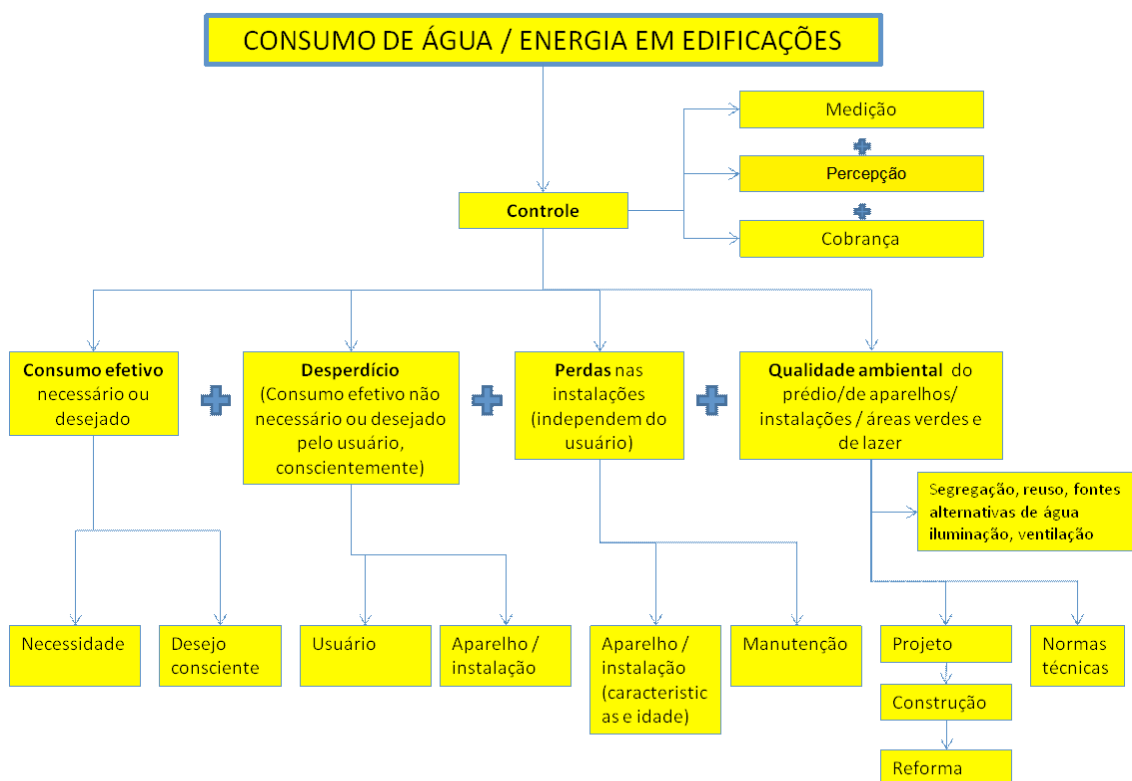 CONSUMO DE ÁGUA / ENERGIA EM EDIFICAÇÕES
Medição
Percepção
Controle
Cobrança
Consumo efetivo
necessário ou
desejado
Desperdício
(Consumo efetivo não
necessário ou desejado
pelo usuário,
conscientemente)
Perdas nas
instalações
(independem do
usuário)
Qualidade ambiental do
prédio/de aparelhos/
instalações / áreas verdes e
de lazer
Segregação, reuso, fontes
alternativas de água
iluminação, ventilação
Necessidade
Desejo
consciente
Usuário
Aparelho /
instalação
Aparelho /
instalação
(caracteristic
as e idade)
Manutenção
Projeto
Normas
técnicas
Construção
Reforma